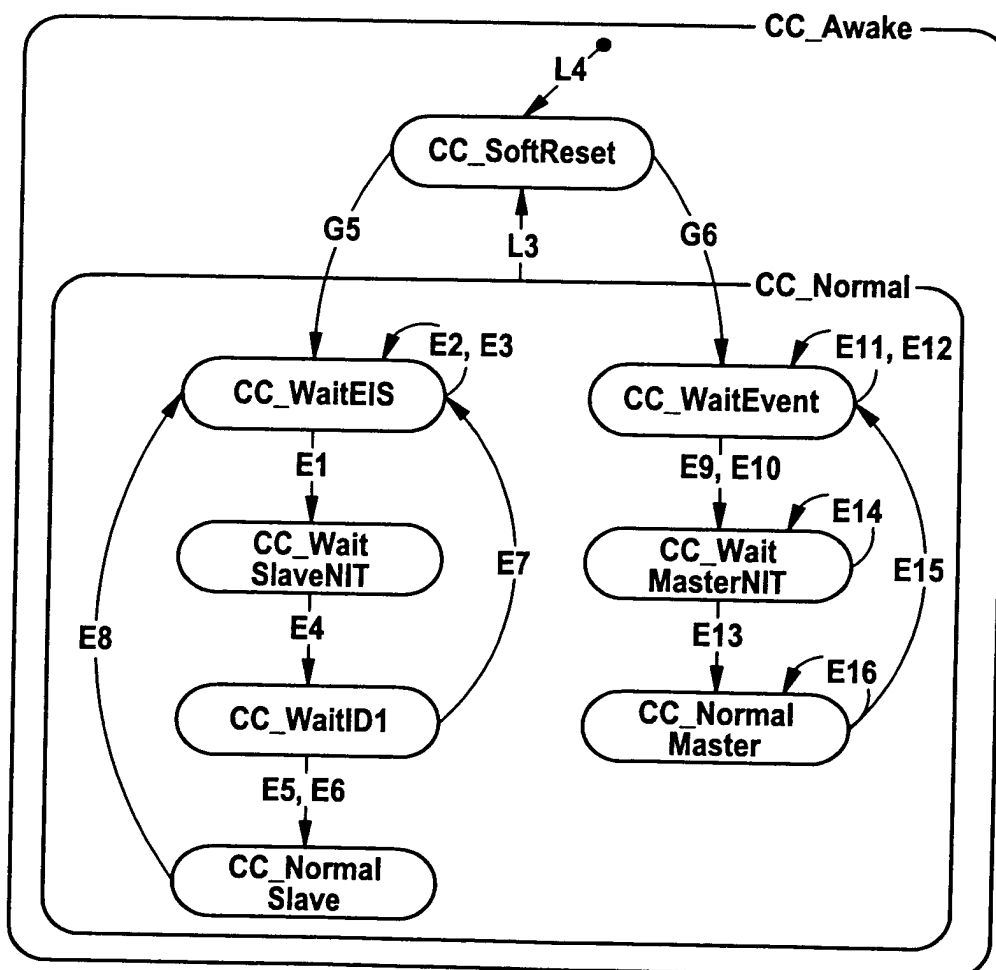 CC_Awake
L4
CC_SoftReset
G5
L3
G6
CC_Normal
E2, E3
CC_WaitEIS
E11, E12
CC_WaitEvent
E1
E9, E10
CC_Wait
SlaveNIT
E7
E14
CC_Wait
MasterNIT
E15
E8
E4
E13
CC_WaitID1
E16
CC_Normal
Master
E5, E6
CC_Normal
Slave